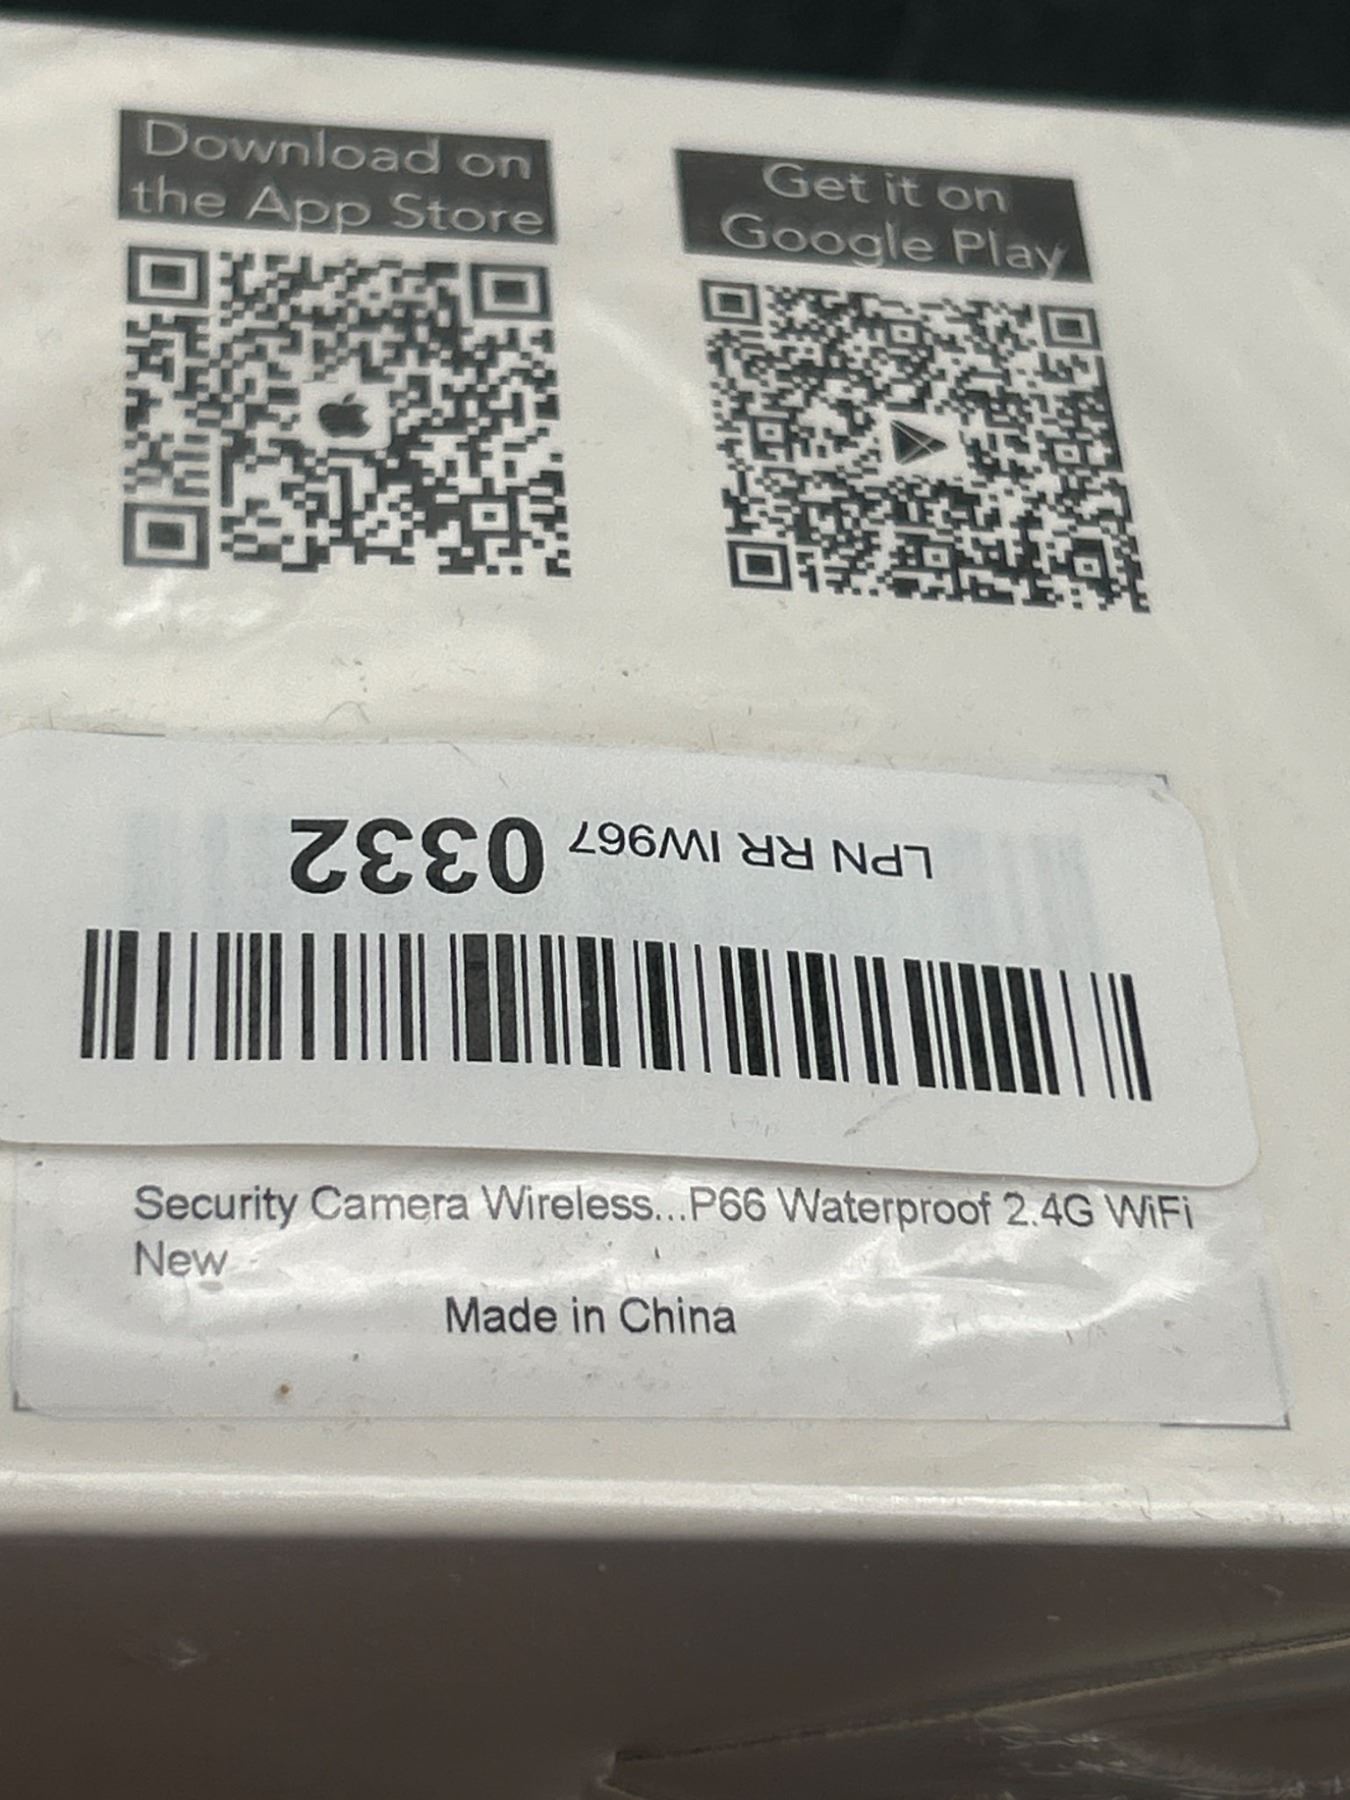 Download on
the App Store
Get it on
Google Play
LPN RR IW967 0332
Security Camera Wireless...P66 Waterproof 2.4G WiFi
New
Made in China